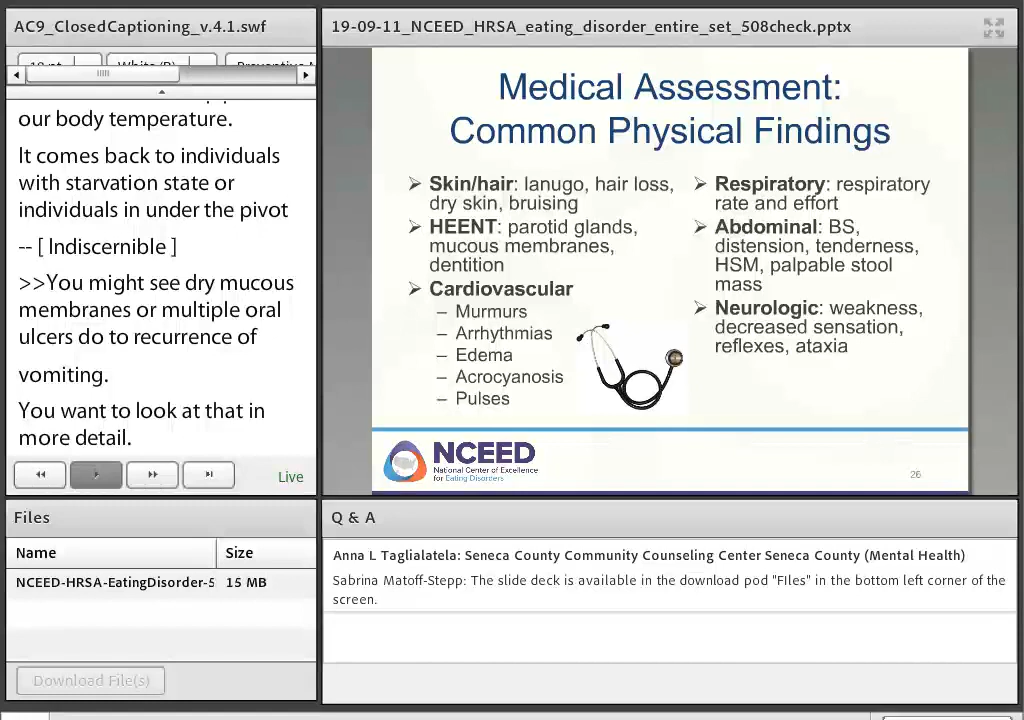 AC9_ClosedCaptioning_v.4.1.swf
our body temperature.
It comes back to individuals
with starvation state or
individuals in under the pivot
-- [ Indiscernible ]
>>You might see dry mucous
membranes or multiple oral
ulcers do to recurrence of
vomiting.
You want to look at that in
more detail.
Live
Files
Name Size
NCEED-HRSA-EatingDisorder-5 15 MB
Download File(s)
19-09-11_NCEED_HRSA_eating_disorder_entire_set_508check.pptx
Medical Assessment:
Common Physical Findings
➢ Skin/hair: lanugo, hair loss,
dry skin, bruising
➢ HEENT: parotid glands,
mucous membranes,
dentition
➢ Cardiovascular
– Murmurs
– Arrhythmias
– Edema
– Acrocyanosis
– Pulses
➢ Respiratory: respiratory
rate and effort
➢ Abdominal: BS,
distension, tenderness,
HSM, palpable stool
mass
➢ Neurologic: weakness,
decreased sensation,
reflexes, ataxia
NCEED
National Center of Excellence
for Eating Disorders
26
Q & A
Anna L Taglialatela: Seneca County Community Counseling Center Seneca County (Mental Health)
Sabrina Matoff-Stepp: The slide deck is available in the download pod "FIles" in the bottom left corner of the
screen.